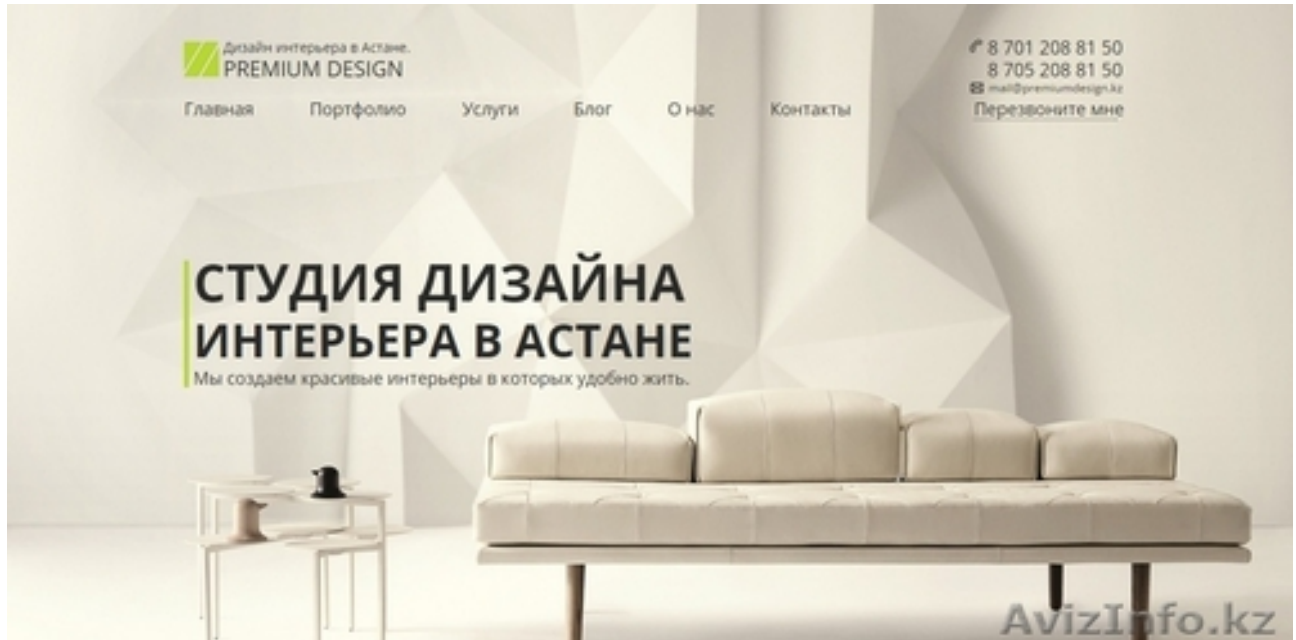 Дизайн интерьера в Астане.
PREMIUM DESIGN
8 701 208 81 50
8 705 208 81 50
mail@premiumdesign.kz
Перезвоните мне
Главная Портфолио Услуги Блог О нас Контакты
СТУДИЯ ДИЗАЙНА
ИНТЕРЬЕРА В АСТАНЕ
Мы создаем красивые интерьеры в которых удобно жить.
AvizInfo.kz